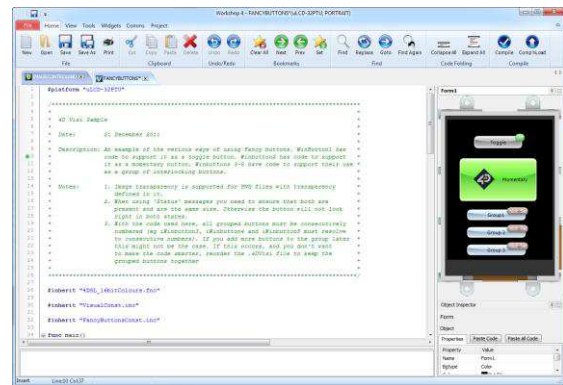 Workshop 4 - FANCYBUTTONS*(uLCD-32PTU, PORTRAIT)
File Home View Tools Widgets Comms Project
New Open Save Save As Print Cut Copy Paste Delete Undo Redo Clear All Next Prev Set Find Replace Goto Find Again Collapse All Expand All Compile Comp'nLoad
File Clipboard Undo/Redo Bookmarks Find Code Folding Compile
FANCYBUTTONS*
#platform "uLCD-32PTU"
4D Visi Sample
Date: 2; December 2011
Description: An example of the various ways of using Fancy buttons. WinButton1 has
code to support it as a toggle button. Winbutton2 has code to support
it as a momentary button. Winbuttons 3-5 have code to support their use
as a group of interlocking buttons.
Notes: 1. Image transparency is supported for PNG files with transparency
defined in it.
2. When using 'Status' messages you need to ensure that both are
present and are the same size. Otherwise the button will not look
right in both states.
3. With the code used here, all grouped buttons must be consecutively
numbered (eg iWinbutton3, iWinbutton4 and iWinbutton5 must resolve
to consecutive numbers). If you add more buttons to the group later
this might not be the case. If this occurs, and you don't want
to make the code smarter, reorder the .4DVisi file to keep the
grouped buttons together
#inherit "4DGL_16bitColours.fnc"
#inherit "VisualConst.inc"
#inherit "FancyButtonsConst.inc"
func main()
Form1
Toggle
4D Momentary
Group1
Group 2
Group 3
Object Inspector
Form
Object
Properties Paste Code Paste all Code
Property Value
Name Form1
Bgtype Color
Insert Line:10 Col:37